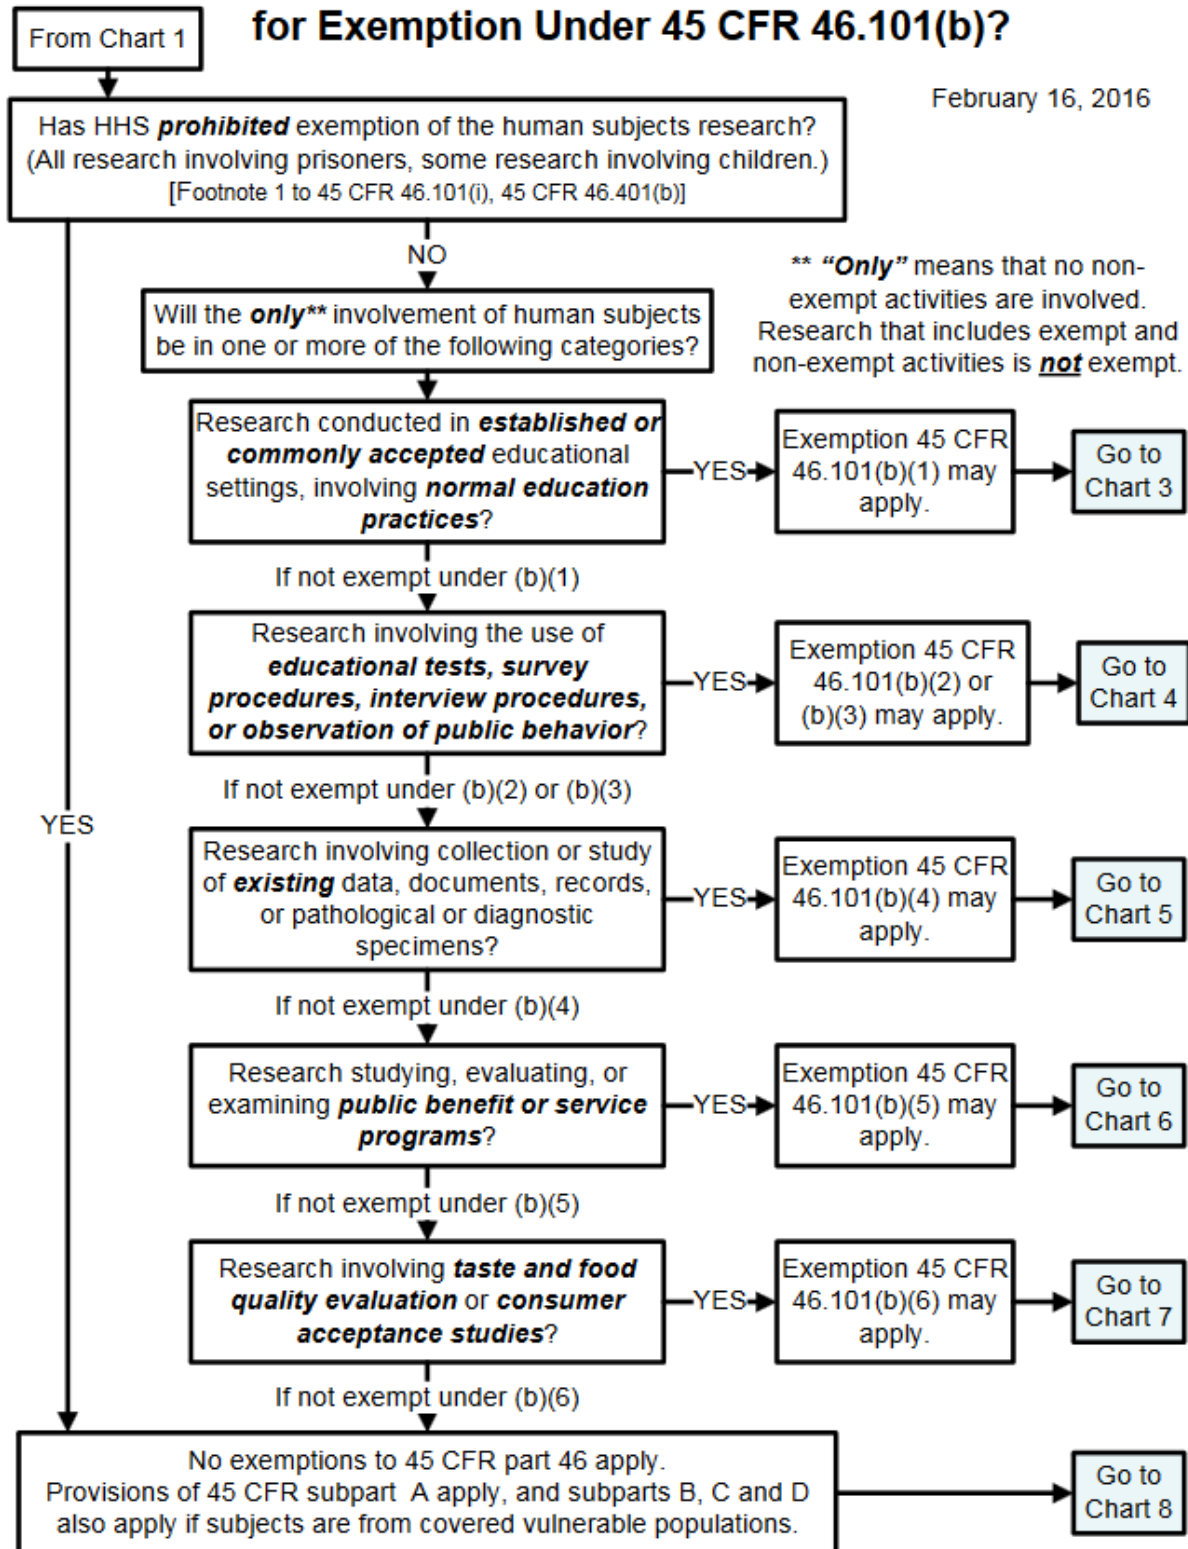 for Exemption Under 45 CFR 46.101(b)?
From Chart 1
February 16, 2016
Has HHS prohibited exemption of the human subjects research?
(All research involving prisoners, some research involving children.)
[Footnote 1 to 45 CFR 46.101(i), 45 CFR 46.401(b)]
NO
** “Only” means that no non-
exempt activities are involved.
Research that includes exempt and
non-exempt activities is not exempt.
Will the only** involvement of human subjects
be in one or more of the following categories?
Research conducted in established or
commonly accepted educational
settings, involving normal education
practices?
YES
Exemption 45 CFR
46.101(b)(1) may
apply.
Go to
Chart 3
If not exempt under (b)(1)
Research involving the use of
educational tests, survey
procedures, interview procedures,
or observation of public behavior?
YES
Exemption 45 CFR
46.101(b)(2) or
(b)(3) may apply.
Go to
Chart 4
If not exempt under (b)(2) or (b)(3)
YES
Research involving collection or study
of existing data, documents, records,
or pathological or diagnostic
specimens?
YES
Exemption 45 CFR
46.101(b)(4) may
apply.
Go to
Chart 5
If not exempt under (b)(4)
Research studying, evaluating, or
examining public benefit or service
programs?
YES
Exemption 45 CFR
46.101(b)(5) may
apply.
Go to
Chart 6
If not exempt under (b)(5)
Research involving taste and food
quality evaluation or consumer
acceptance studies?
YES
Exemption 45 CFR
46.101(b)(6) may
apply.
Go to
Chart 7
If not exempt under (b)(6)
No exemptions to 45 CFR part 46 apply.
Provisions of 45 CFR subpart A apply, and subparts B, C and D
also apply if subjects are from covered vulnerable populations.
Go to
Chart 8